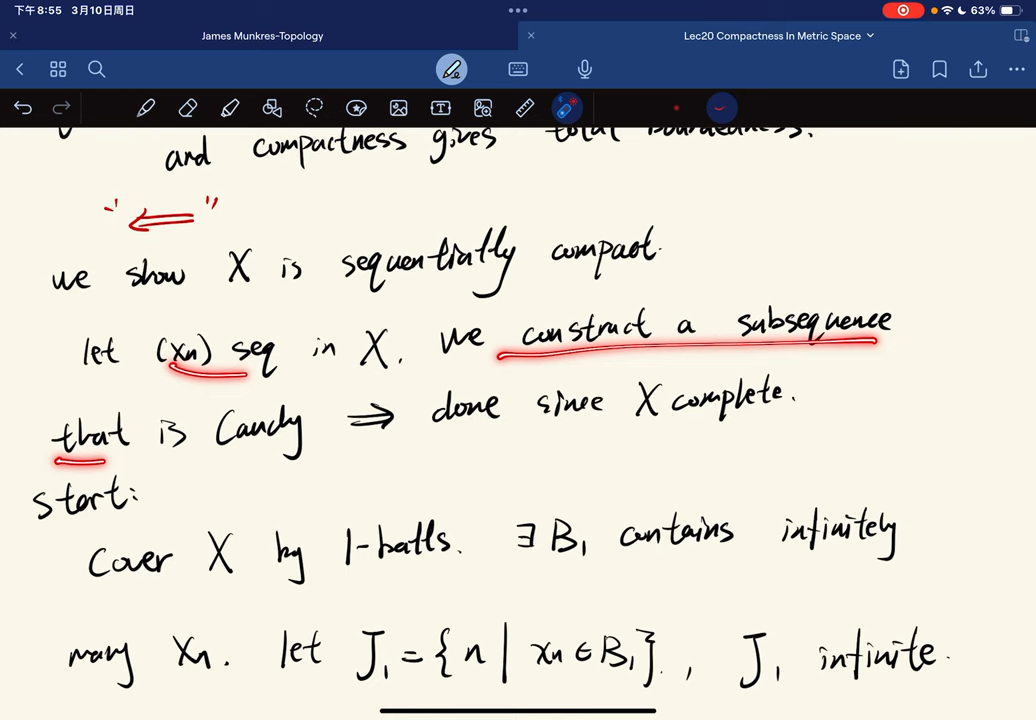 下午8:55 3月10日周日
63%
James Munkres-Topology
Lec20 Compactness In Metric Space
and compactness gives total boundedness.
"⇐"
we show X is sequentially compact.
let (xn) seq in X. we construct a subsequence
that is Cauchy ⇒ done since X complete.
start:
Cover X by 1-balls. ∃ B₁ contains infinitely
many xn. let J₁ = {n | xn ∈ B₁}, J₁ infinite.